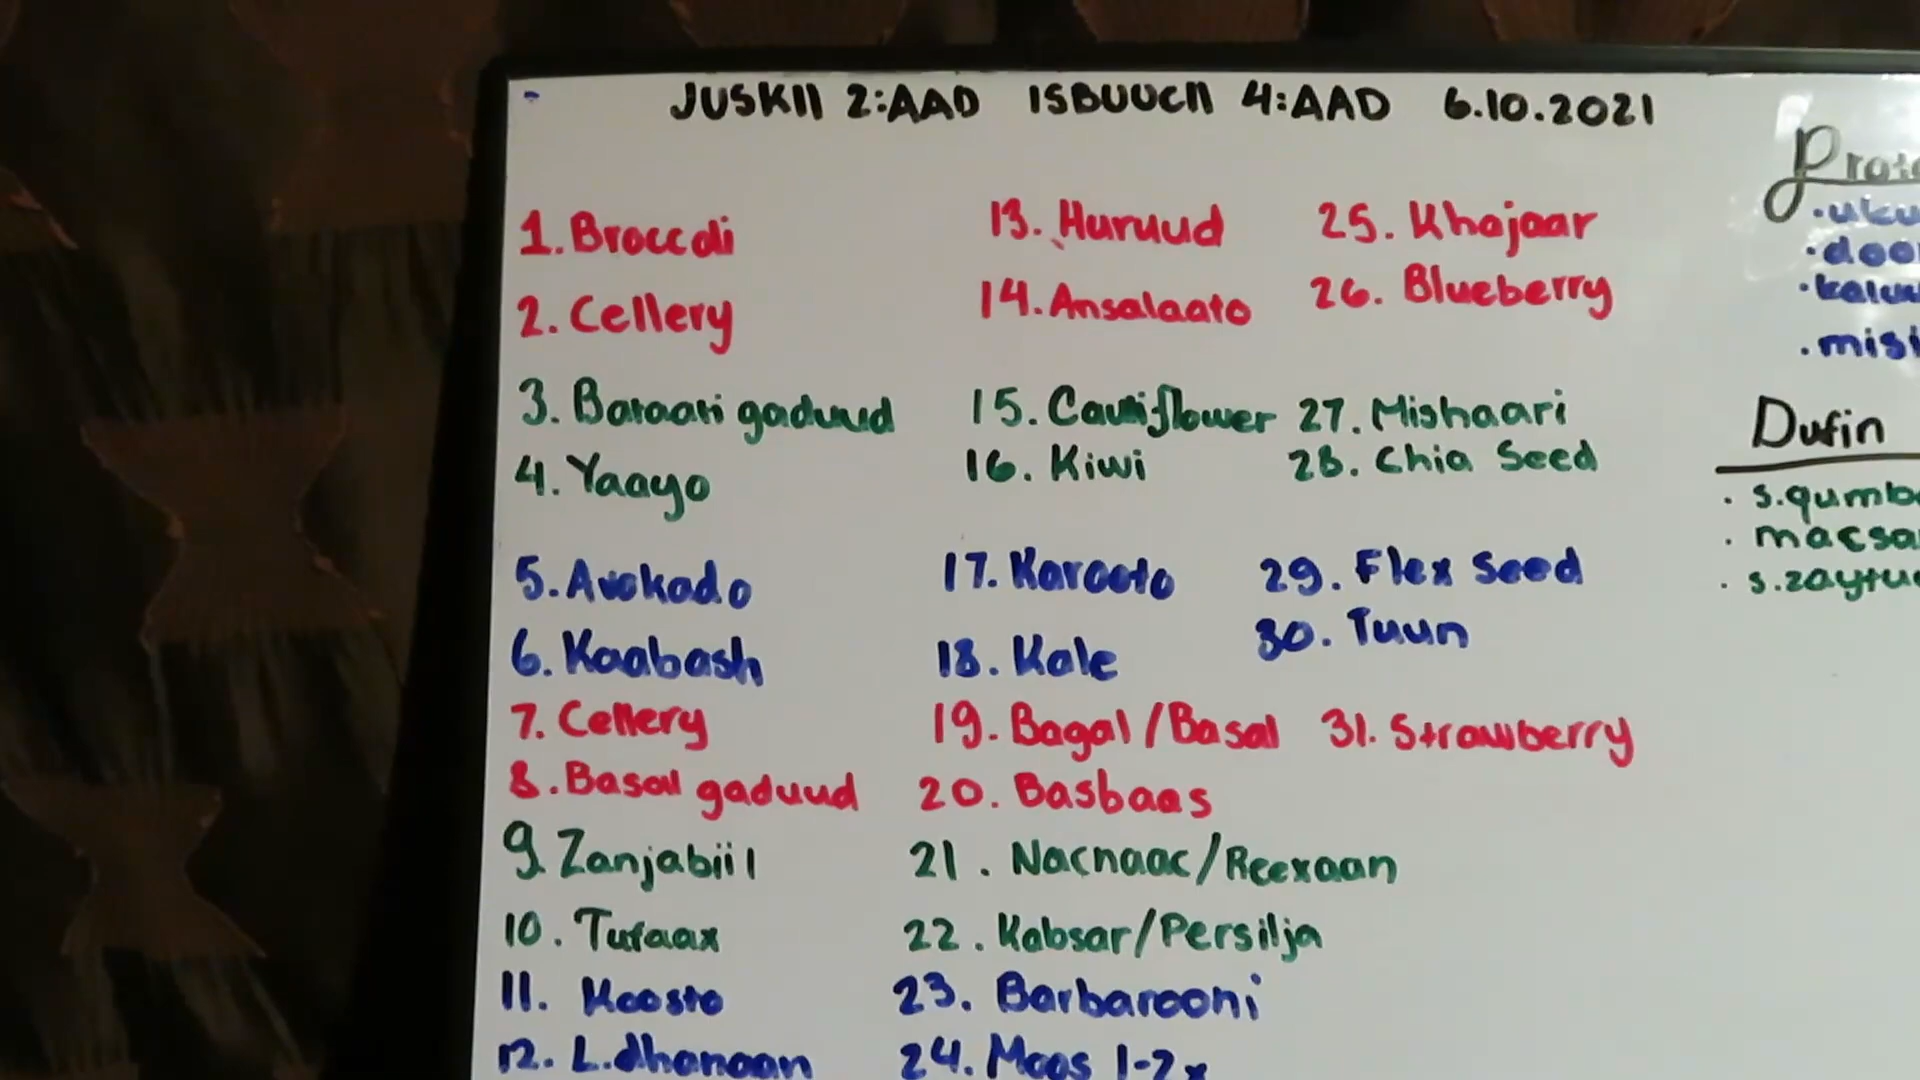 JUSKII 2:AAD ISBUUCII 4:AAD 6.10.2021
1. Broccoli
2. Cellery
3. Baraari gaduud
4. Yaayo
5. Avokado
6. Kaabash
7. Cellery
8. Basal gaduud
9. Zanjabiil
10. Tufaax
11. Koosto
12. L.dhanaan
13. Huruud
14. Ansalaato
15. Cauliflower
16. Kiwi
17. Karooto
18. Kale
19. Bagal/Basal
20. Basbaas
21. Nacnaac/Reexaan
22. Kabsar/Persilja
23. Barbarooni
24. Moos 1-2x
25. Khajaar
26. Blueberry
27. Mishaari
28. Chia Seed
29. Flex Seed
30. Tuun
31. Strawberry
Dufin